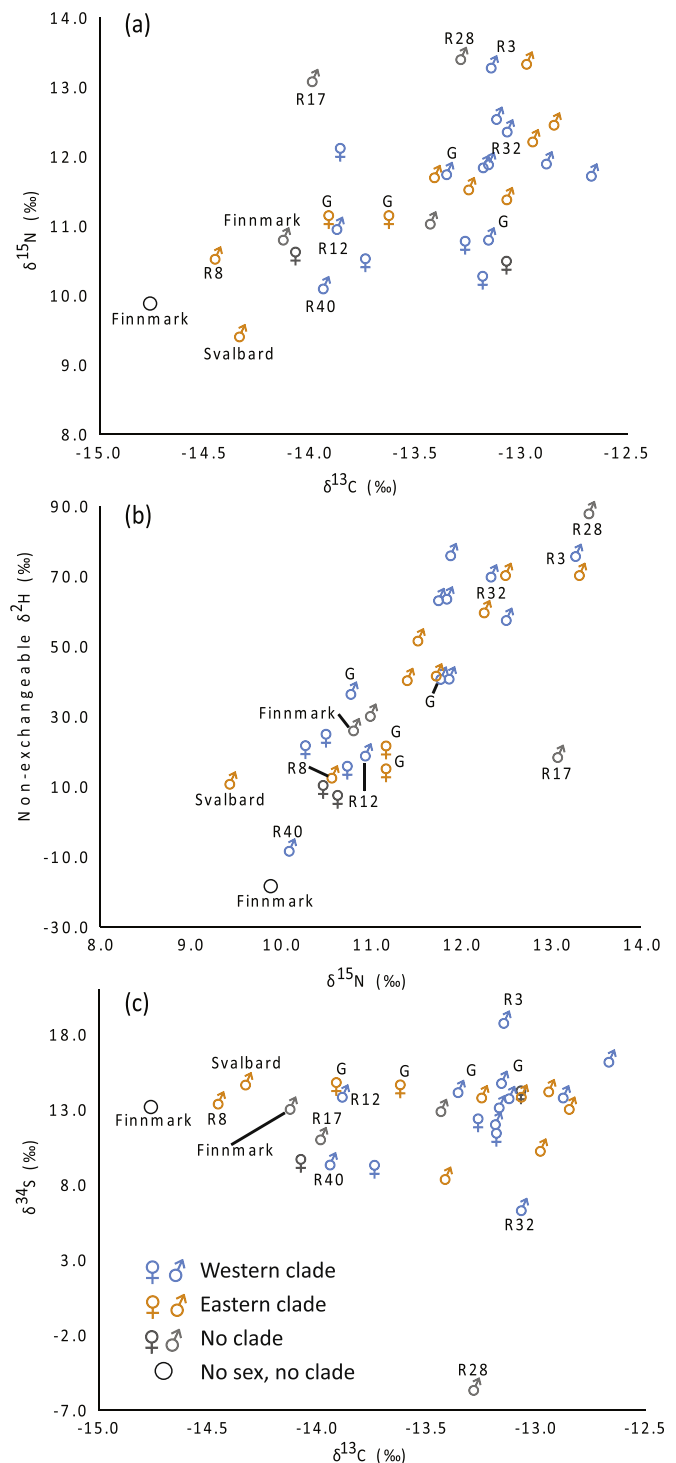 (a)
14.0
13.0
12.0
11.0
10.0
9.0
8.0
δ15N (‰)
R28
R3
R17
R32
G
G
G
G
Finnmark
R12
R8
R40
Finnmark
Svalbard
-15.0 -14.5 -14.0 -13.5 -13.0 -12.5
δ13C (‰)
(b)
90.0
70.0
50.0
30.0
10.0
-10.0
-30.0
Non-exchangeable δ2H (‰)
R28
R3
R32
G
G
Finnmark
G
G
R8
R17
Svalbard
R12
R40
Finnmark
8.0 9.0 10.0 11.0 12.0 13.0 14.0
δ15N (‰)
(c)
18.0
13.0
8.0
3.0
-2.0
-7.0
δ34S (‰)
R3
Svalbard
G
G
G
G
R12
Finnmark
R8
R17
Finnmark
R40
R32
Western clade
Eastern clade
No clade
No sex, no clade
R28
-15.0 -14.5 -14.0 -13.5 -13.0 -12.5
δ13C (‰)